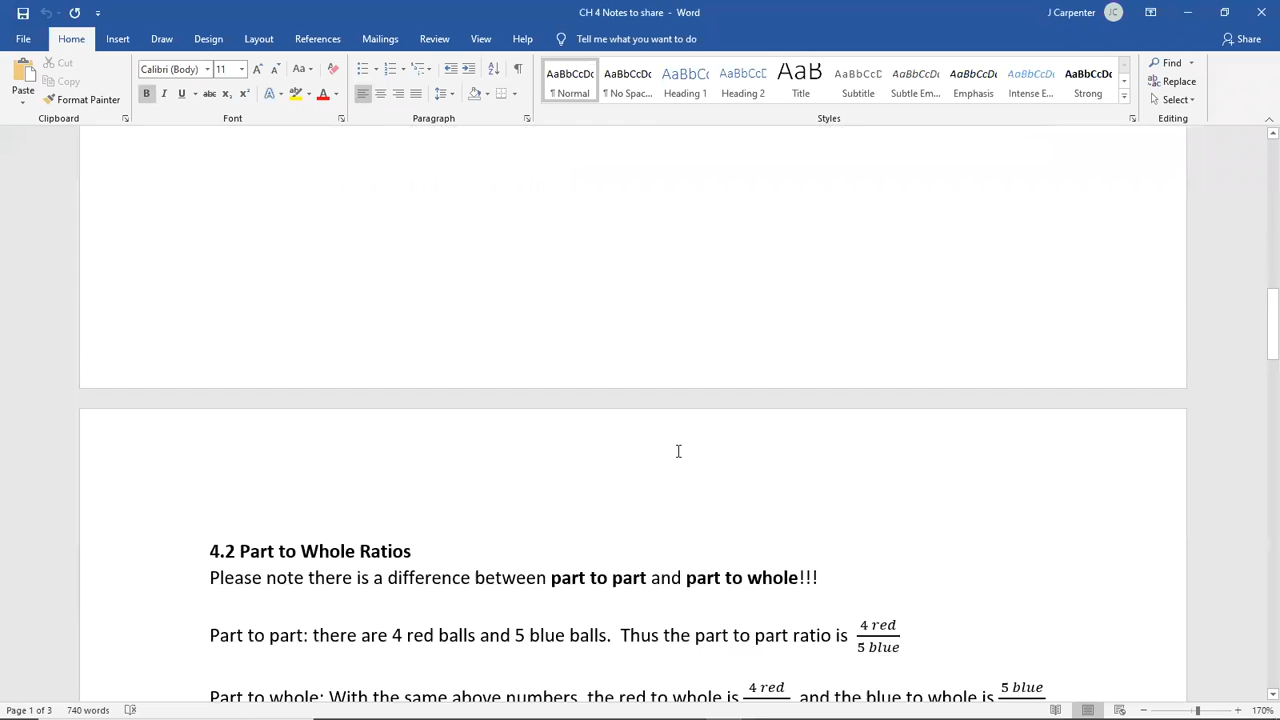 CH 4 Notes to share - Word
J Carpenter
JC
File Home Insert Draw Design Layout References Mailings Review View Help Tell me what you want to do
Share
Paste
Cut
Copy
Format Painter
Clipboard
Calibri (Body) 11
Font
Paragraph
AaBbCcDc AaBbCcDc AaBbCc AaBbCcC AaB AaBbCcC AaBbCcDc AaBbCcDc AaBbCcDc AaBbCcDc
¶ Normal ¶ No Spac... Heading 1 Heading 2 Title Subtitle Subtle Em... Emphasis Intense E... Strong
Styles
Find
Replace
Select
Editing
4.2 Part to Whole Ratios
Please note there is a difference between part to part and part to whole!!!
Part to part: there are 4 red balls and 5 blue balls. Thus the part to part ratio is 4 red / 5 blue
Part to whole: With the same above numbers, the red to whole is 4 red and the blue to whole is 5 blue
Page 1 of 3 740 words
170%